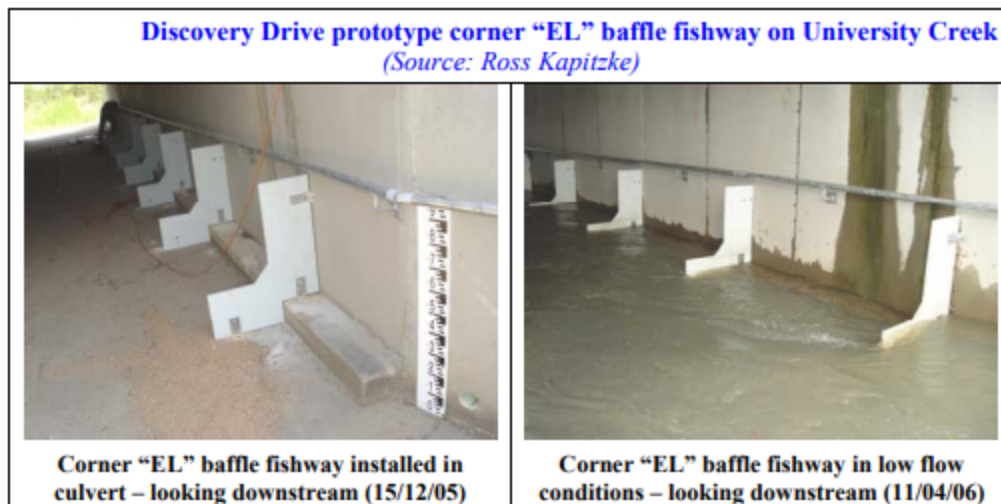 Discovery Drive prototype corner “EL” baffle fishway on University Creek
(Source: Ross Kapitzke)
Corner “EL” baffle fishway installed in
culvert – looking downstream (15/12/05)
Corner “EL” baffle fishway in low flow
conditions – looking downstream (11/04/06)